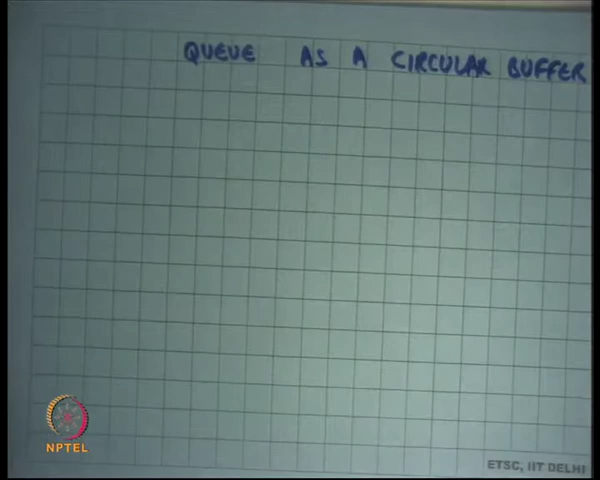 QUEUE AS A CIRCULAR BUFFER
NPTEL
ETSC, IIT DELHI